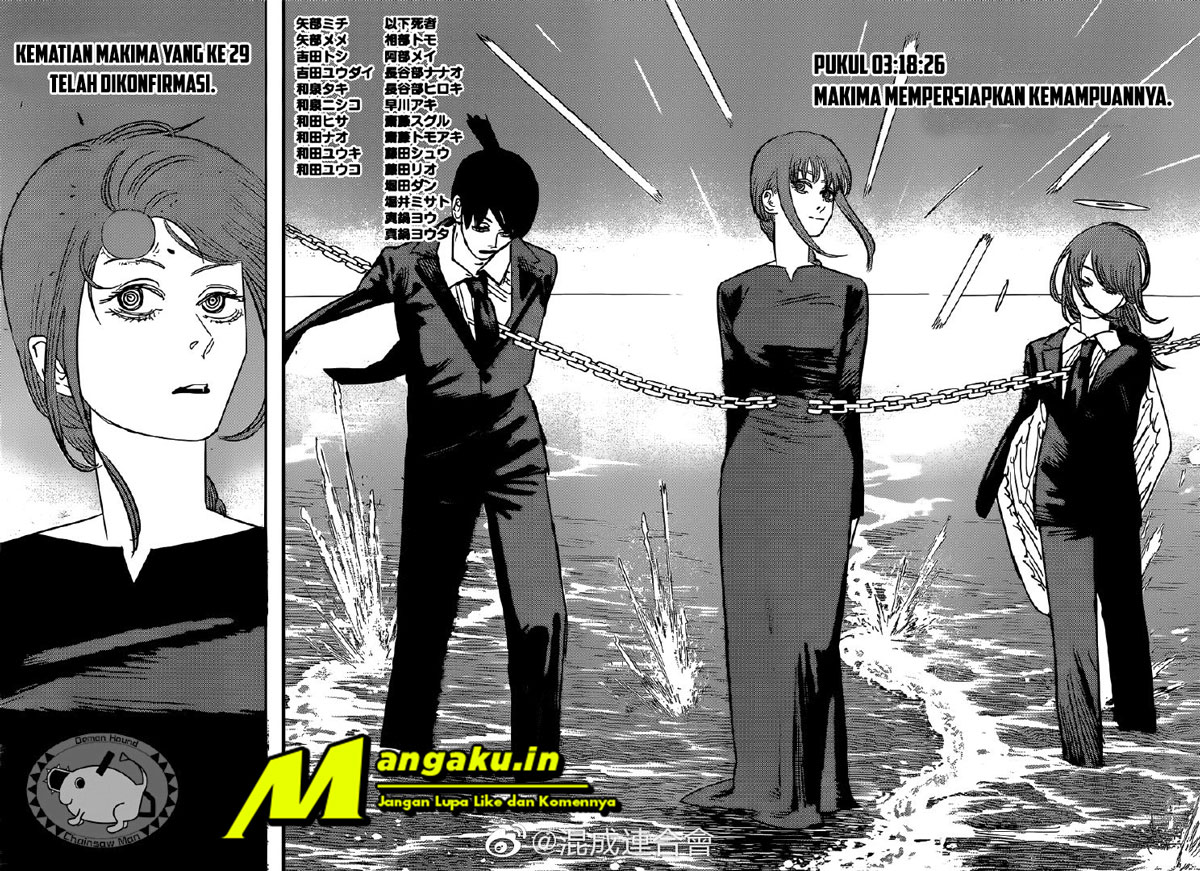 KEMATIAN MAKIMA YANG KE 29
TELAH DIKONFIRMASI.
矢部ミチ
矢部メメ
吉田トシ
吉田ユウダイ
和泉タキ
和泉ニシコ
和田ヒサ
和田ナオ
和田ユウキ
和田ユウコ
以下死者
相部トモ
阿部メイ
長谷部ナナオ
長谷部ヒロキ
早川アキ
齋藤スグル
齋藤トモアキ
藤田シュウ
藤田リオ
堀田ダン
堀井ミサト
真鍋ヨウ
真鍋ヨウタ
PUKUL 03:18:26
MAKIMA MEMPERSIAPKAN KEMAMPUANNYA.
Demon Hound
Chainsaw Man
Mangaku.in
Jangan Lupa Like dan Komennya
@混成連合會